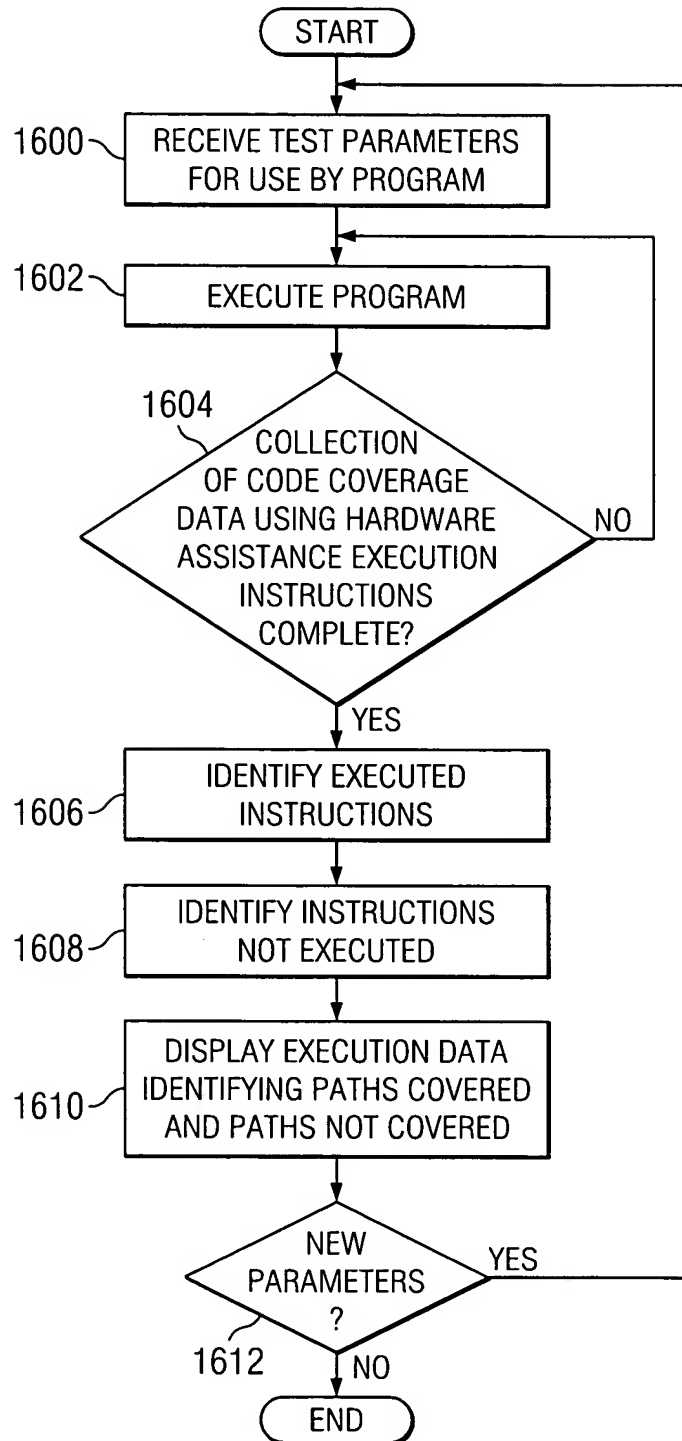 START
1600
RECEIVE TEST PARAMETERS
FOR USE BY PROGRAM
1602
EXECUTE PROGRAM
1604
COLLECTION
OF CODE COVERAGE
DATA USING HARDWARE
ASSISTANCE EXECUTION
INSTRUCTIONS
COMPLETE?
NO
YES
1606
IDENTIFY EXECUTED
INSTRUCTIONS
1608
IDENTIFY INSTRUCTIONS
NOT EXECUTED
1610
DISPLAY EXECUTION DATA
IDENTIFYING PATHS COVERED
AND PATHS NOT COVERED
NEW
PARAMETERS
?
YES
1612
NO
END